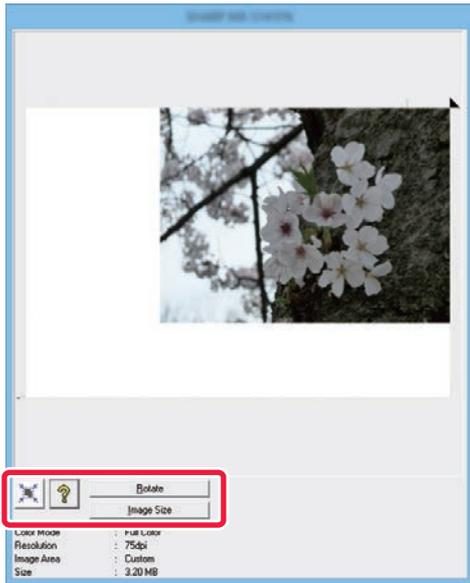 ?
Rotate
Image Size
Color Mode : Full Color
Resolution : 75dpi
Image Area : Custom
Size : 3.20 MB